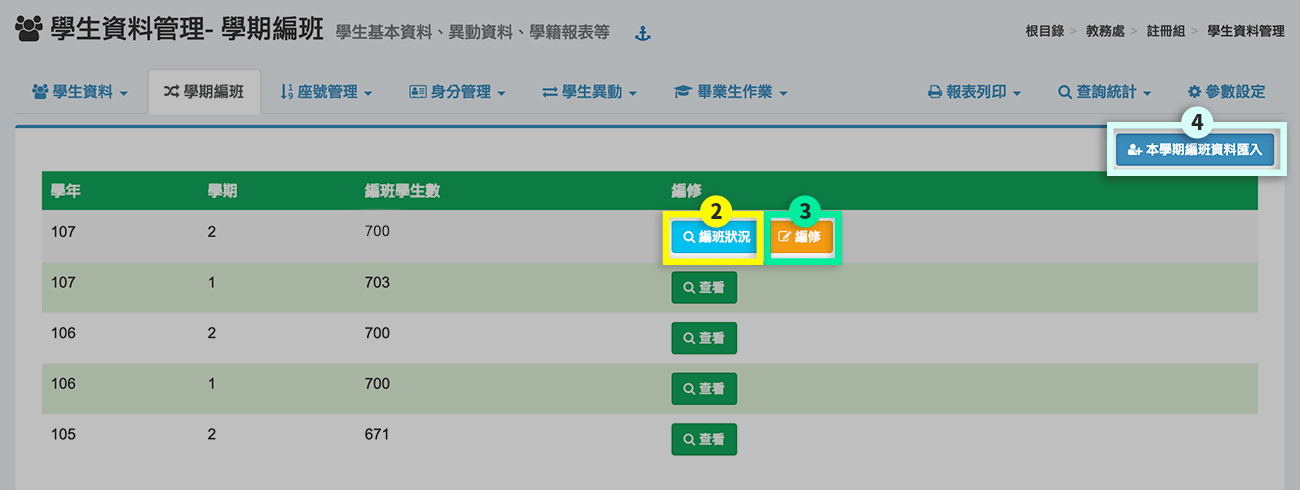 學生資料管理- 學期編班 學生基本資料、異動資料、學籍報表等
根目錄 > 教務處 > 註冊組 > 學生資料管理
學生資料 學期編班 座號管理 身分管理 學生異動 畢業生作業 報表列印 查詢統計 參數設定
4
本學期編班資料匯入
學年 學期 編班學生數 編修
2 3
107 2 700 編班狀況 編修
107 1 703 查看
106 2 700 查看
106 1 700 查看
105 2 671 查看